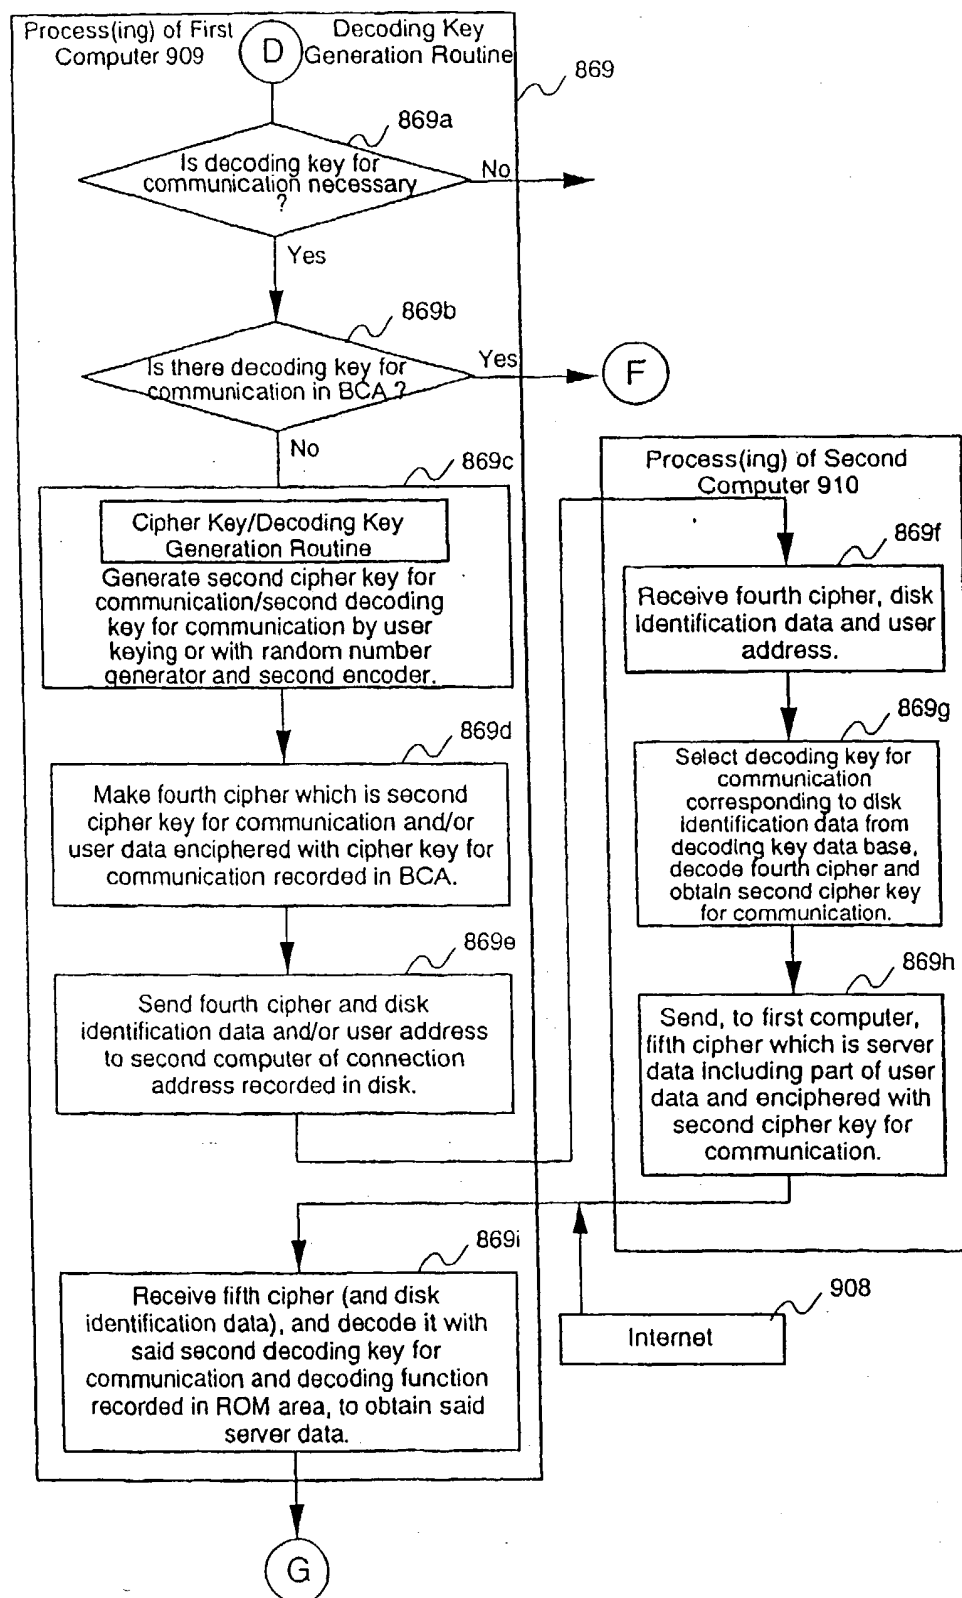 Process(ing) of First
Computer 909
Decoding Key
Generation Routine
D
869
869a
Is decoding key for
communication necessary
?
No
Yes
869b
Is there decoding key for
communication in BCA ?
Yes
F
No
869c
Cipher Key/Decoding Key
Generation Routine
Generate second cipher key for
communication/second decoding
key for communication by user
keying or with random number
generator and second encoder.
869d
Make fourth cipher which is second
cipher key for communication and/or
user data enciphered with cipher key for
communication recorded in BCA.
869e
Send fourth cipher and disk
identification data and/or user address
to second computer of connection
address recorded in disk.
Process(ing) of Second
Computer 910
869f
Receive fourth cipher, disk
identification data and user
address.
869g
Select decoding key for
communication
corresponding to disk
identification data from
decoding key data base,
decode fourth cipher and
obtain second cipher key
for communication.
869h
Send, to first computer,
fifth cipher which is server
data including part of user
data and enciphered with
second cipher key for
communication.
869i
Receive fifth cipher (and disk
identification data), and decode it with
said second decoding key for
communication and decoding function
recorded in ROM area, to obtain said
server data.
908
Internet
G